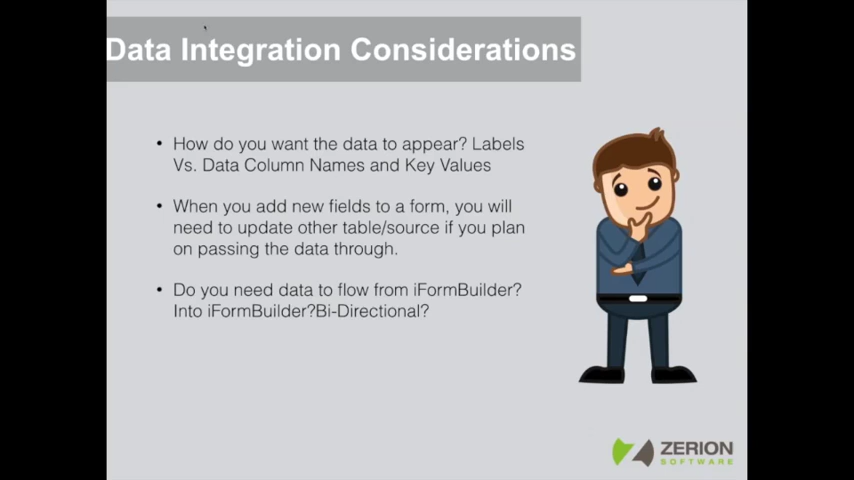 Data Integration Considerations
• How do you want the data to appear? Labels
Vs. Data Column Names and Key Values
• When you add new fields to a form, you will
need to update other table/source if you plan
on passing the data through.
• Do you need data to flow from iFormBuilder?
Into iFormBuilder?Bi-Directional?
ZERION
SOFTWARE